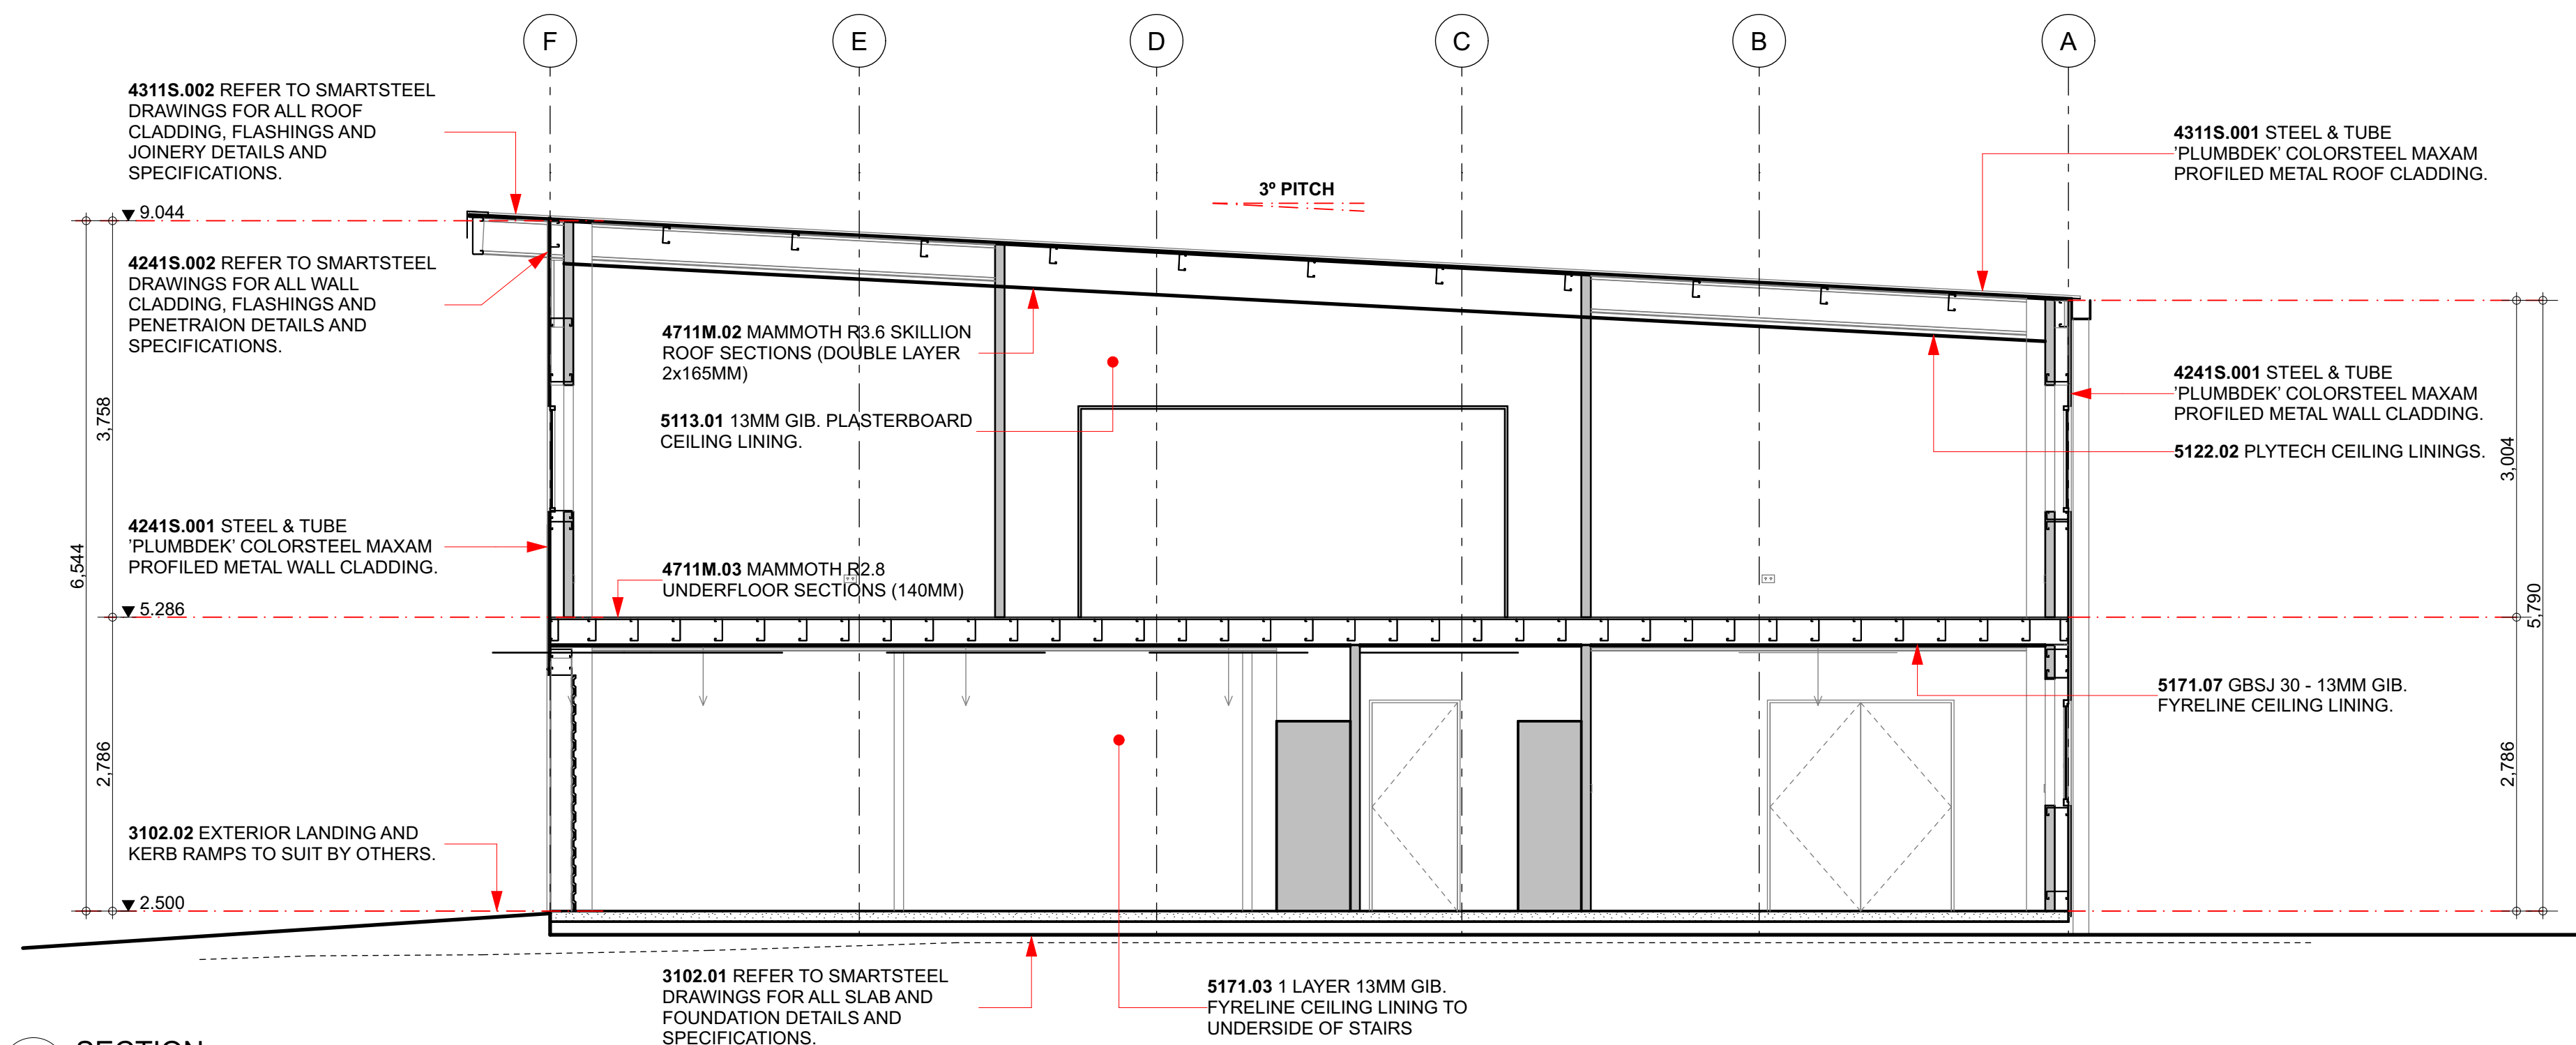 F E D C B A
4311S.002 REFER TO SMARTSTEEL
DRAWINGS FOR ALL ROOF
CLADDING, FLASHINGS AND
JOINERY DETAILS AND
SPECIFICATIONS.
4311S.001 STEEL & TUBE
'PLUMBDEK' COLORSTEEL MAXAM
PROFILED METAL ROOF CLADDING.
3º PITCH
9.044
4241S.002 REFER TO SMARTSTEEL
DRAWINGS FOR ALL WALL
CLADDING, FLASHINGS AND
PENETRAION DETAILS AND
SPECIFICATIONS.
4711M.02 MAMMOTH R3.6 SKILLION
ROOF SECTIONS (DOUBLE LAYER
2x165MM)
5113.01 13MM GIB. PLASTERBOARD
CEILING LINING.
4241S.001 STEEL & TUBE
'PLUMBDEK' COLORSTEEL MAXAM
PROFILED METAL WALL CLADDING.
5122.02 PLYTECH CEILING LININGS.
3,758
3,004
4241S.001 STEEL & TUBE
'PLUMBDEK' COLORSTEEL MAXAM
PROFILED METAL WALL CLADDING.
6,544
4711M.03 MAMMOTH R2.8
UNDERFLOOR SECTIONS (140MM)
5.286
5,790
5171.07 GBSJ 30 - 13MM GIB.
FYRELINE CEILING LINING.
2,786
2,786
3102.02 EXTERIOR LANDING AND
KERB RAMPS TO SUIT BY OTHERS.
2.500
3102.01 REFER TO SMARTSTEEL
DRAWINGS FOR ALL SLAB AND
FOUNDATION DETAILS AND
SPECIFICATIONS.
5171.03 1 LAYER 13MM GIB.
FYRELINE CEILING LINING TO
UNDERSIDE OF STAIRS
SECTION